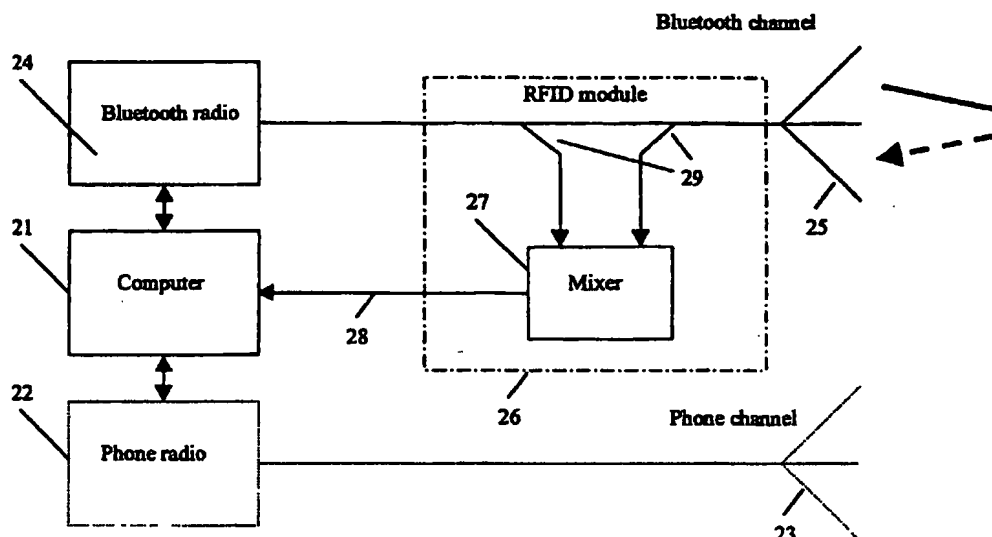 Bluetooth channel
24
RFID module
Bluetooth radio
29
27
25
21
Computer
Mixer
28
22
26
Phone channel
Phone radio
23